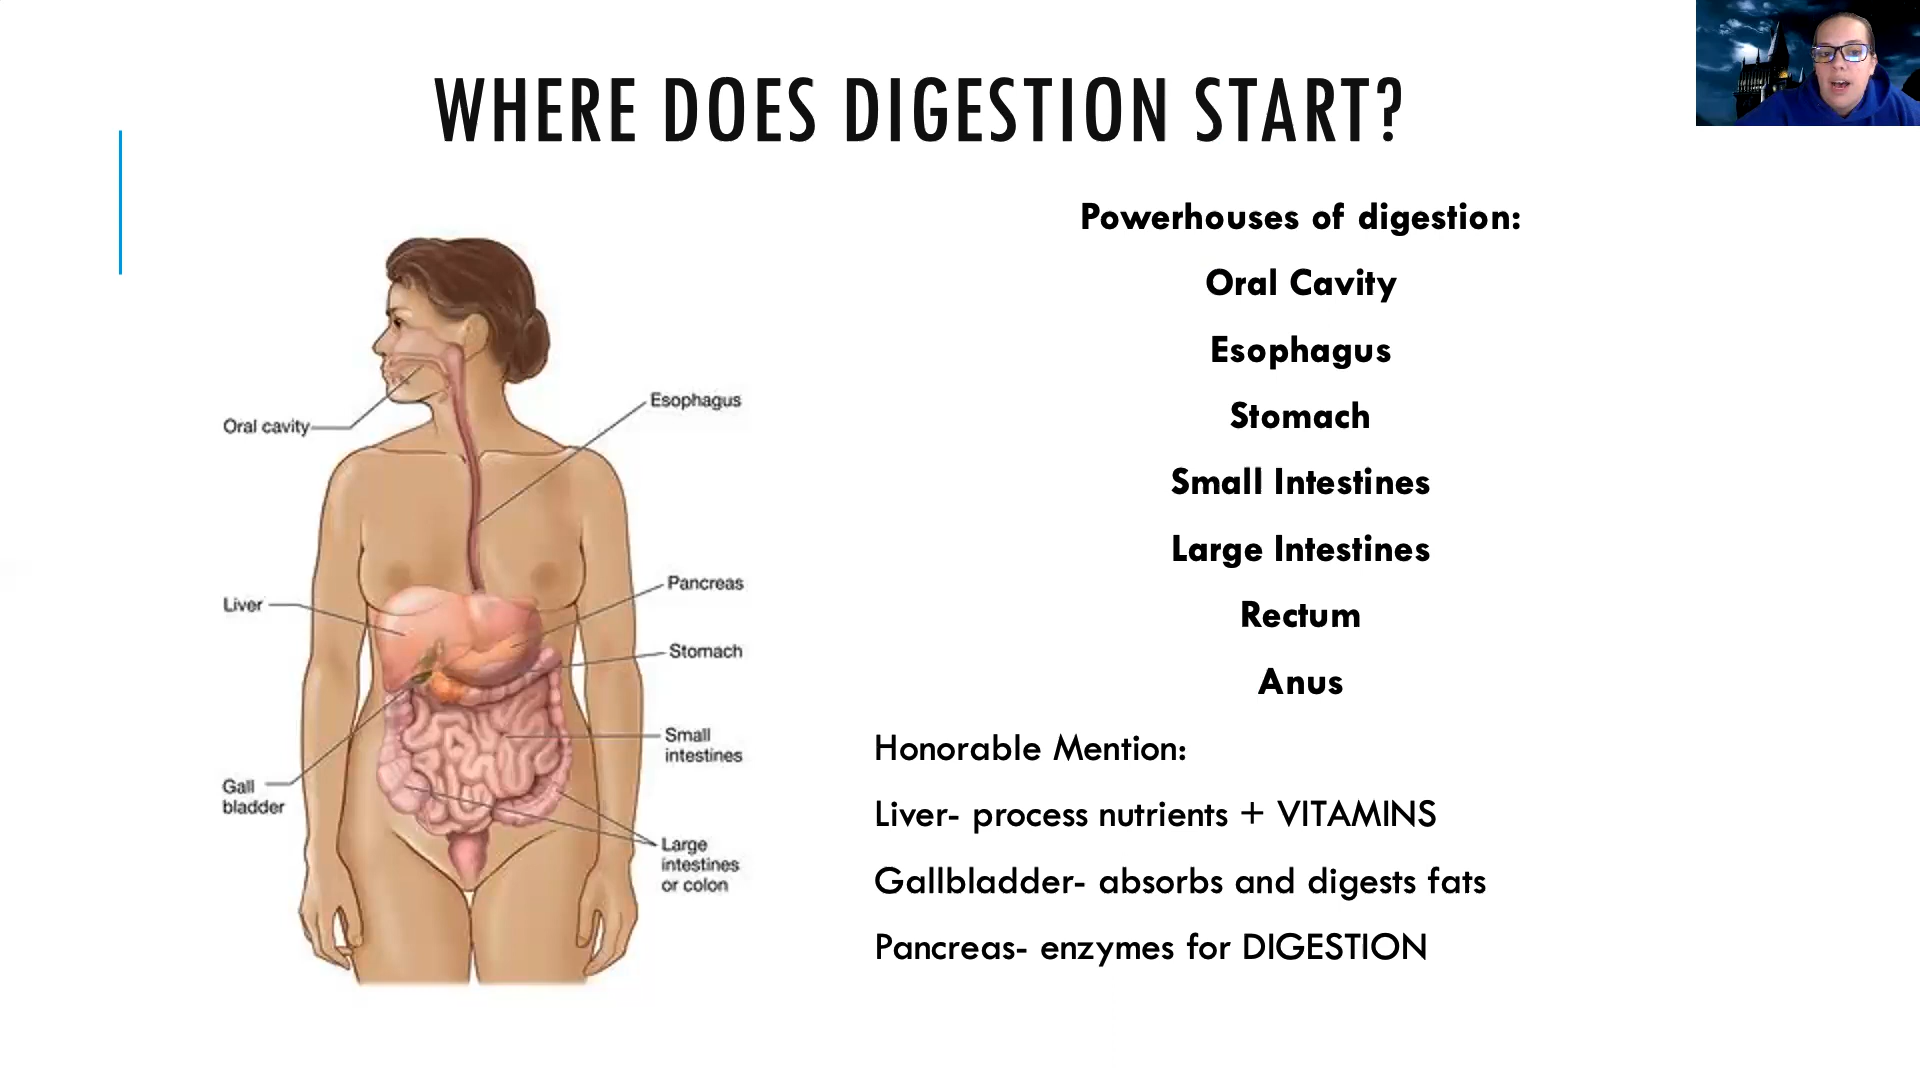 WHERE DOES DIGESTION START?
Oral cavity
Esophagus
Liver
Pancreas
Stomach
Small
intestines
Gall
bladder
Large
intestines
or colon
Powerhouses of digestion:
Oral Cavity
Esophagus
Stomach
Small Intestines
Large Intestines
Rectum
Anus
Honorable Mention:
Liver- process nutrients + VITAMINS
Gallbladder- absorbs and digests fats
Pancreas- enzymes for DIGESTION